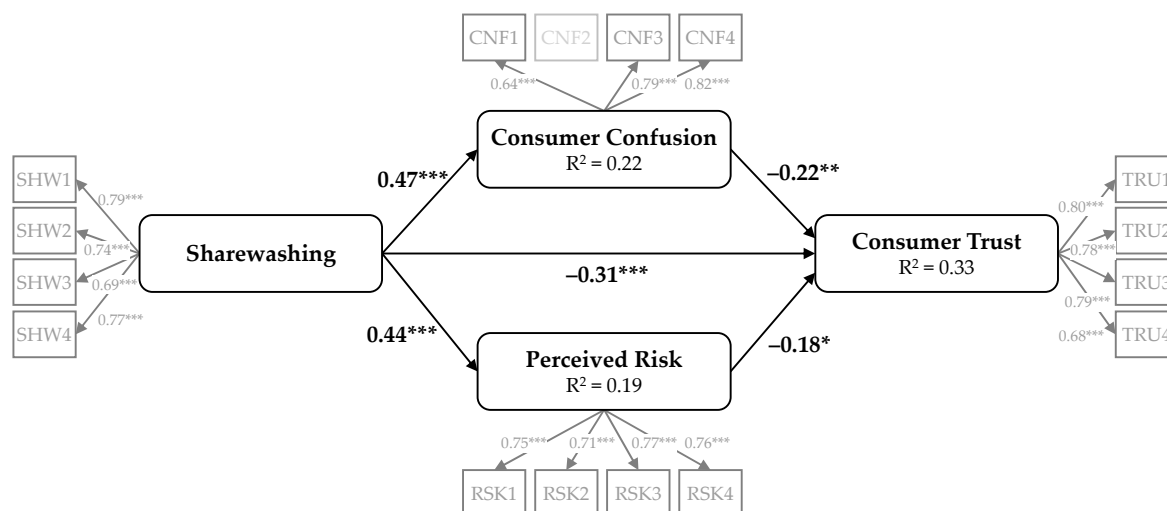 CNF1 CNF2 CNF3 CNF4
0.64*** 0.79*** 0.82***
Consumer Confusion
R² = 0.22
0.47***
–0.22**
SHW1
SHW2
SHW3
SHW4
0.79***
0.74***
0.69***
0.77***
Sharewashing
–0.31***
Consumer Trust
R² = 0.33
TRU1
TRU2
TRU3
TRU4
0.80***
0.78***
0.79***
0.68***
0.44***
–0.18*
Perceived Risk
R² = 0.19
0.75*** 0.71*** 0.77*** 0.76***
RSK1 RSK2 RSK3 RSK4